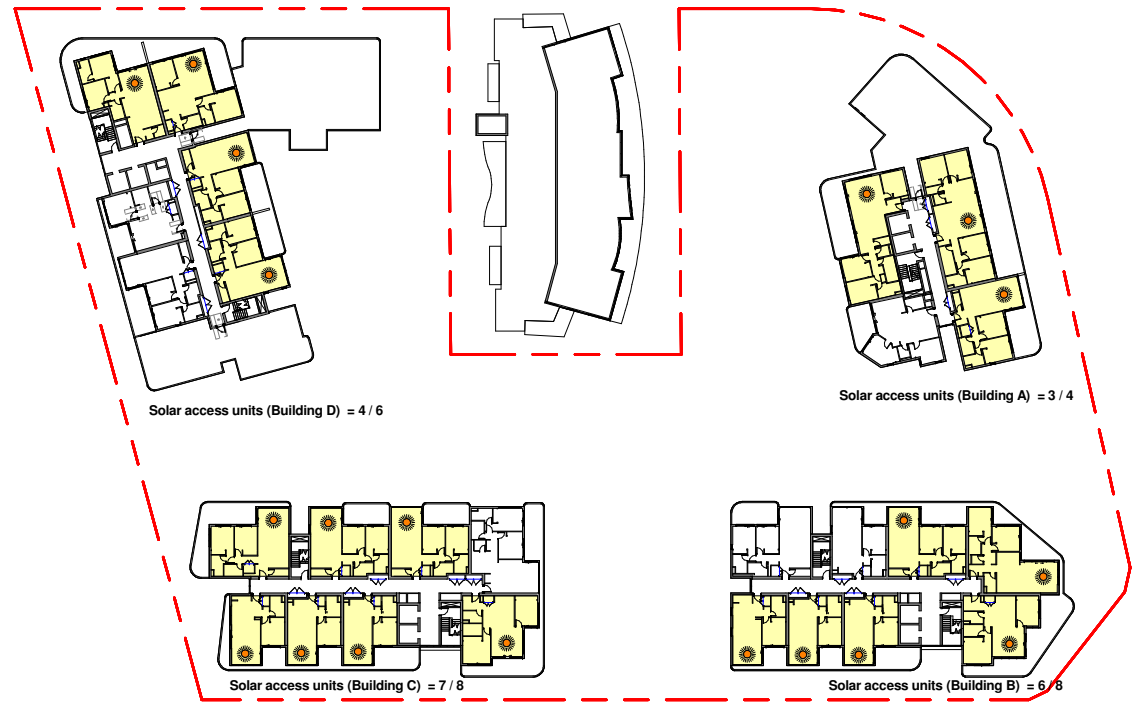 Solar access units (Building D) = 4 / 6
Solar access units (Building A) = 3 / 4
Solar access units (Building C) = 7 / 8
Solar access units (Building B) = 6 / 8